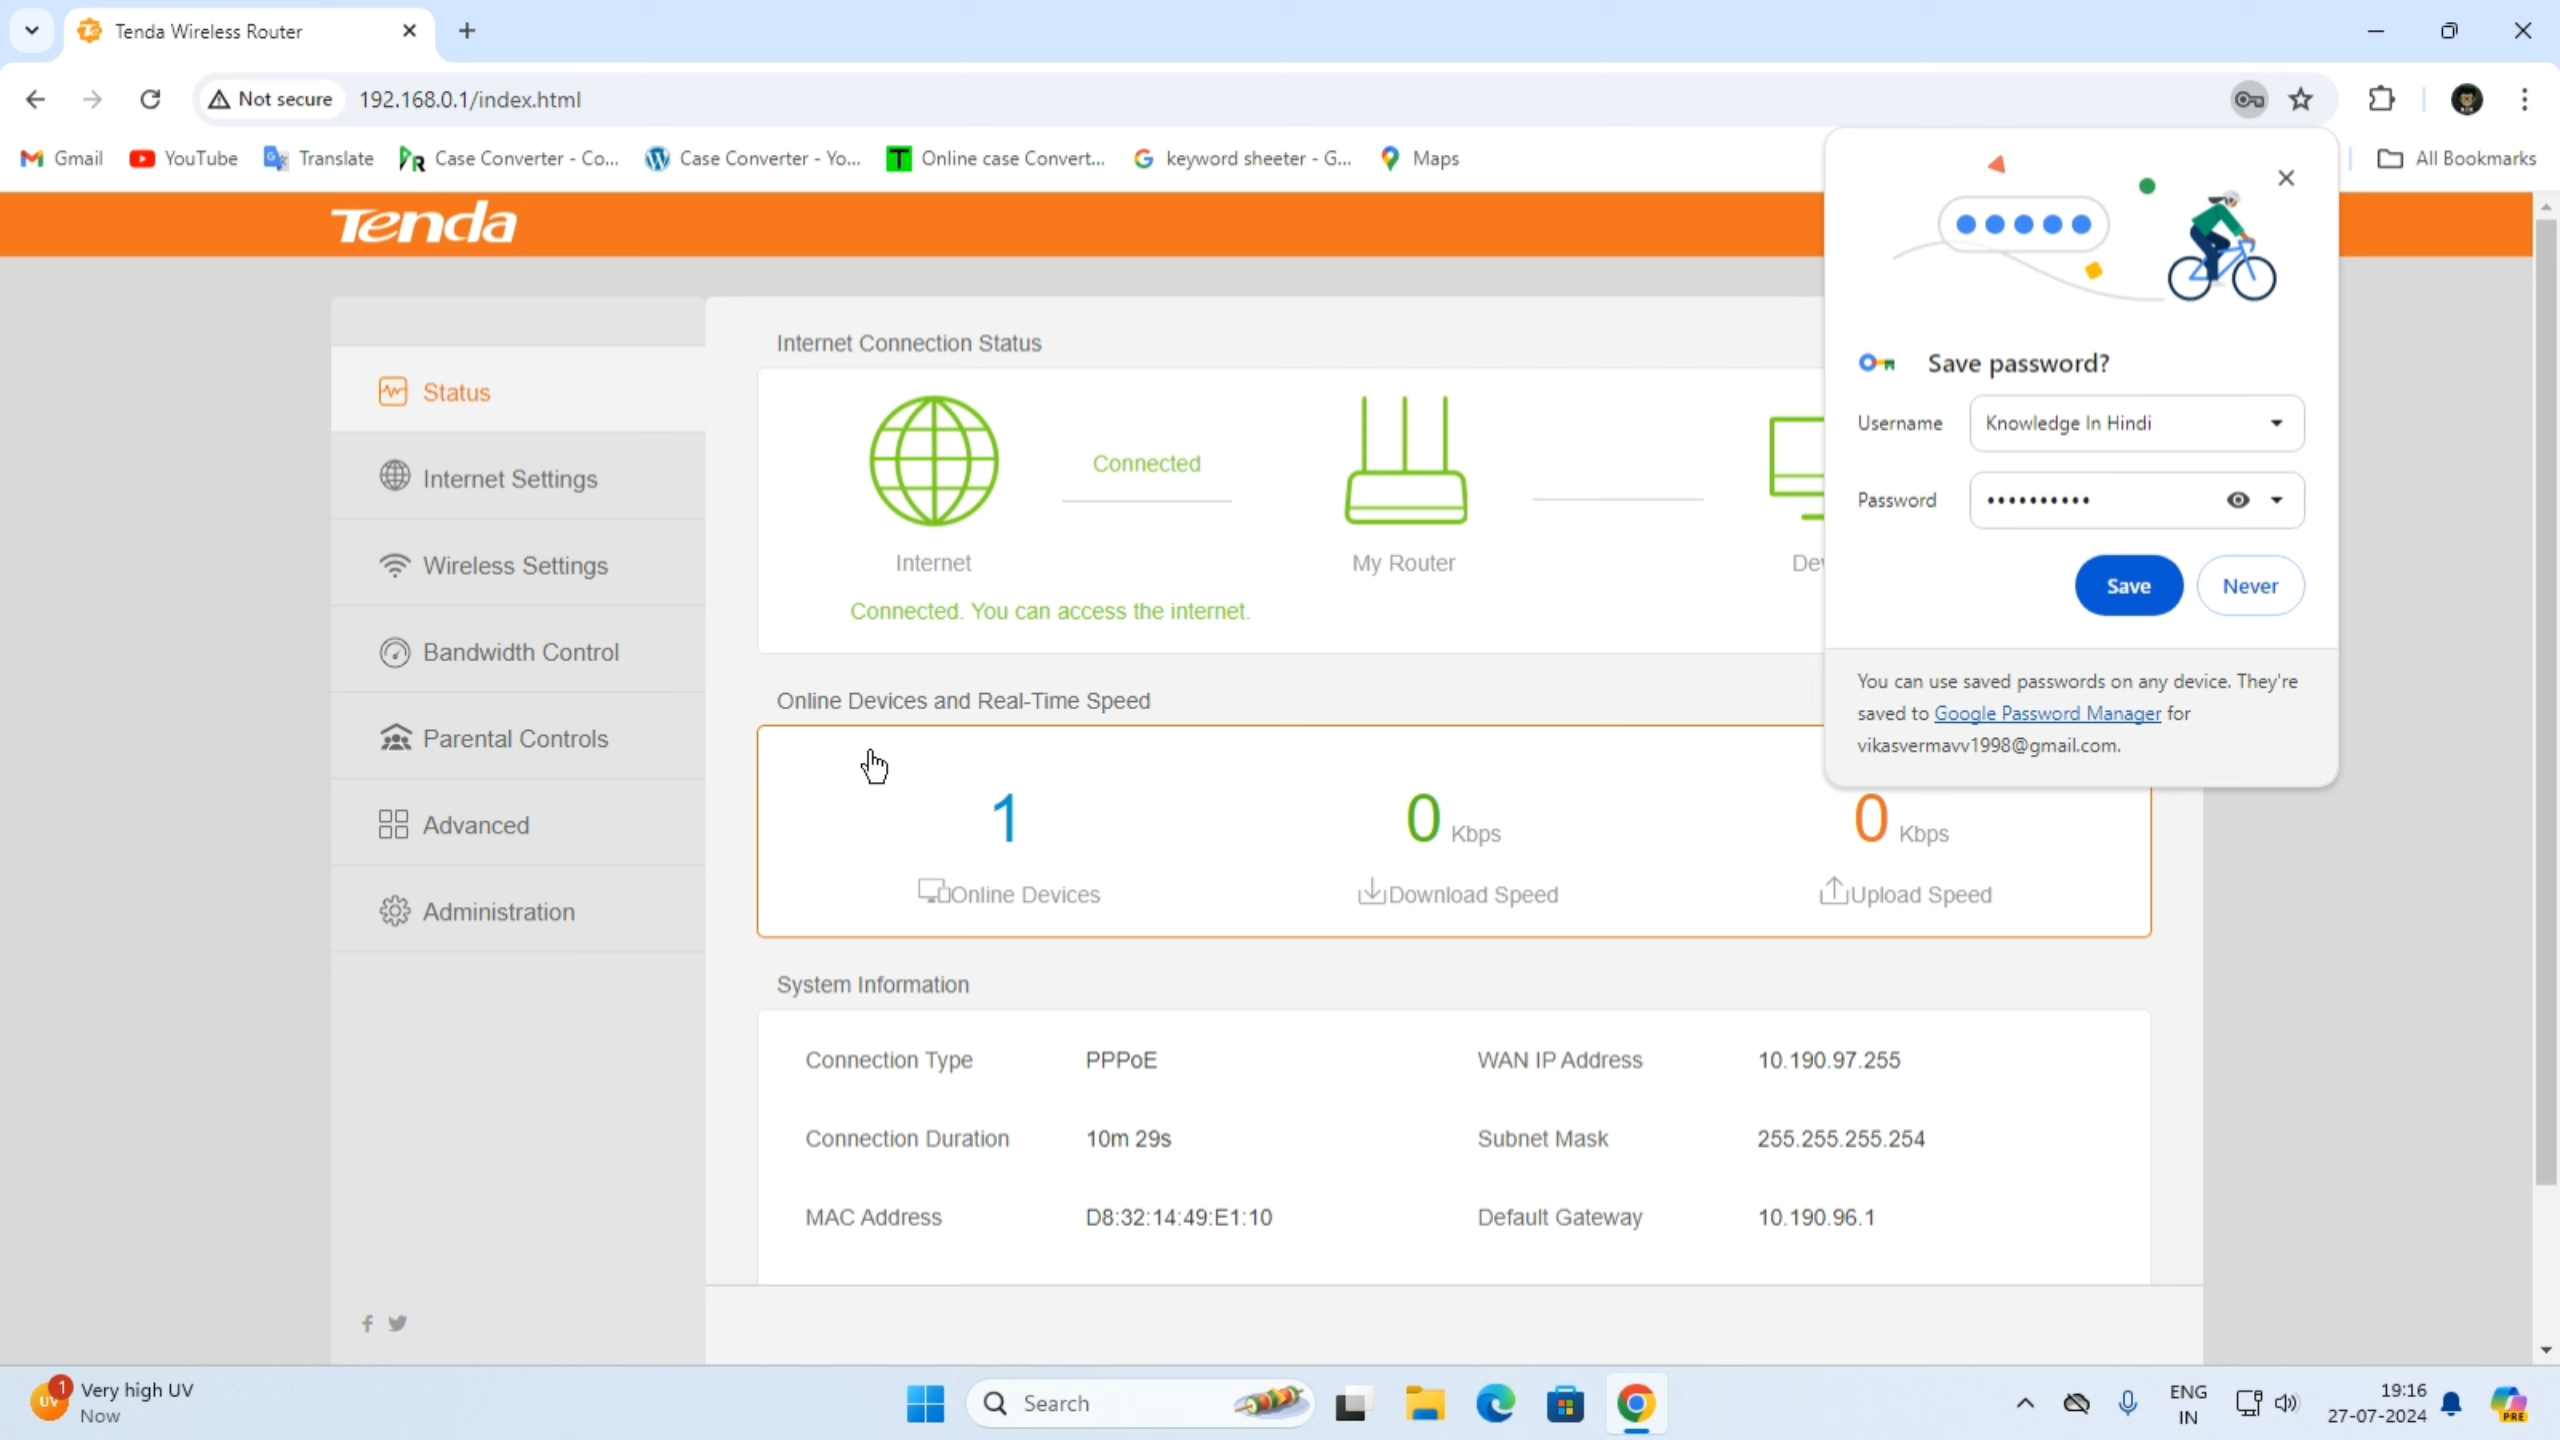 Tenda Wireless Router
Not secure 192.168.0.1/index.html
Gmail YouTube Translate Case Converter - Co... Case Converter - Yo... Online case Convert... keyword sheeter - G... Maps All Bookmarks
Tenda
Status
Internet Settings
Wireless Settings
Bandwidth Control
Parental Controls
Advanced
Administration
Internet Connection Status
Connected
Internet My Router De
Connected. You can access the internet.
Online Devices and Real-Time Speed
1 0 Kbps 0 Kbps
Online Devices Download Speed Upload Speed
System Information
Connection Type PPPoE WAN IP Address 10.190.97.255
Connection Duration 10m 29s Subnet Mask 255.255.255.254
MAC Address D8:32:14:49:E1:10 Default Gateway 10.190.96.1
Save password?
Username Knowledge In Hindi
Password ••••••••••
Save Never
You can use saved passwords on any device. They're
saved to Google Password Manager for
vikasvermavv1998@gmail.com.
UV 1 Very high UV
Now
Search
ENG
IN
19:16
27-07-2024
PRE